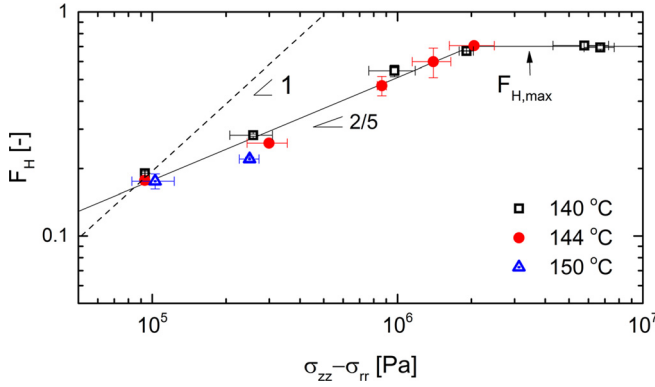 1
1
2/5
F_H,max
F_H [-]
0.1
140 °C
144 °C
150 °C
10^5
10^6
10^7
σ_zz−σ_rr [Pa]